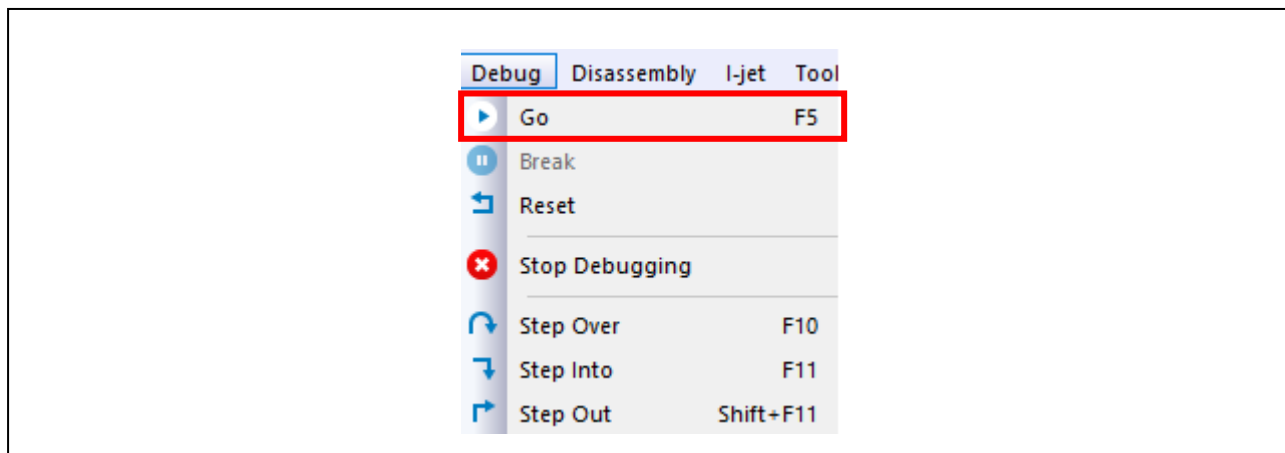 Debug Disassembly I-jet Tool
Go F5
Break
Reset
Stop Debugging
Step Over F10
Step Into F11
Step Out Shift+F11